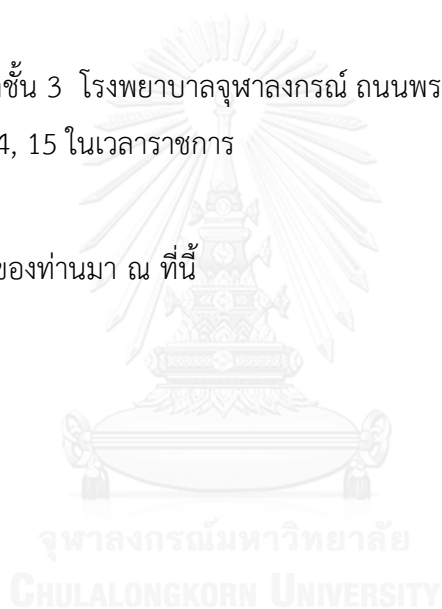 ชั้น 3 โรงพยาบาลจุฬาลงกรณ์ ถนนพร
4, 15 ในเวลาราชการ
ของท่านมา ณ ที่นี้
จุฬาลงกรณ์มหาวิทยาลัย
CHULALONGKORN UNIVERSITY